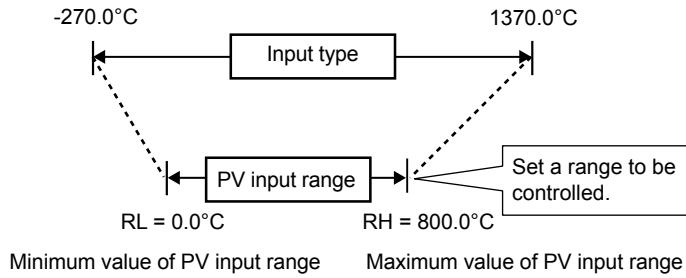 -270.0°C 1370.0°C
Input type
PV input range
Set a range to be
controlled.
RL = 0.0°C RH = 800.0°C
Minimum value of PV input range Maximum value of PV input range